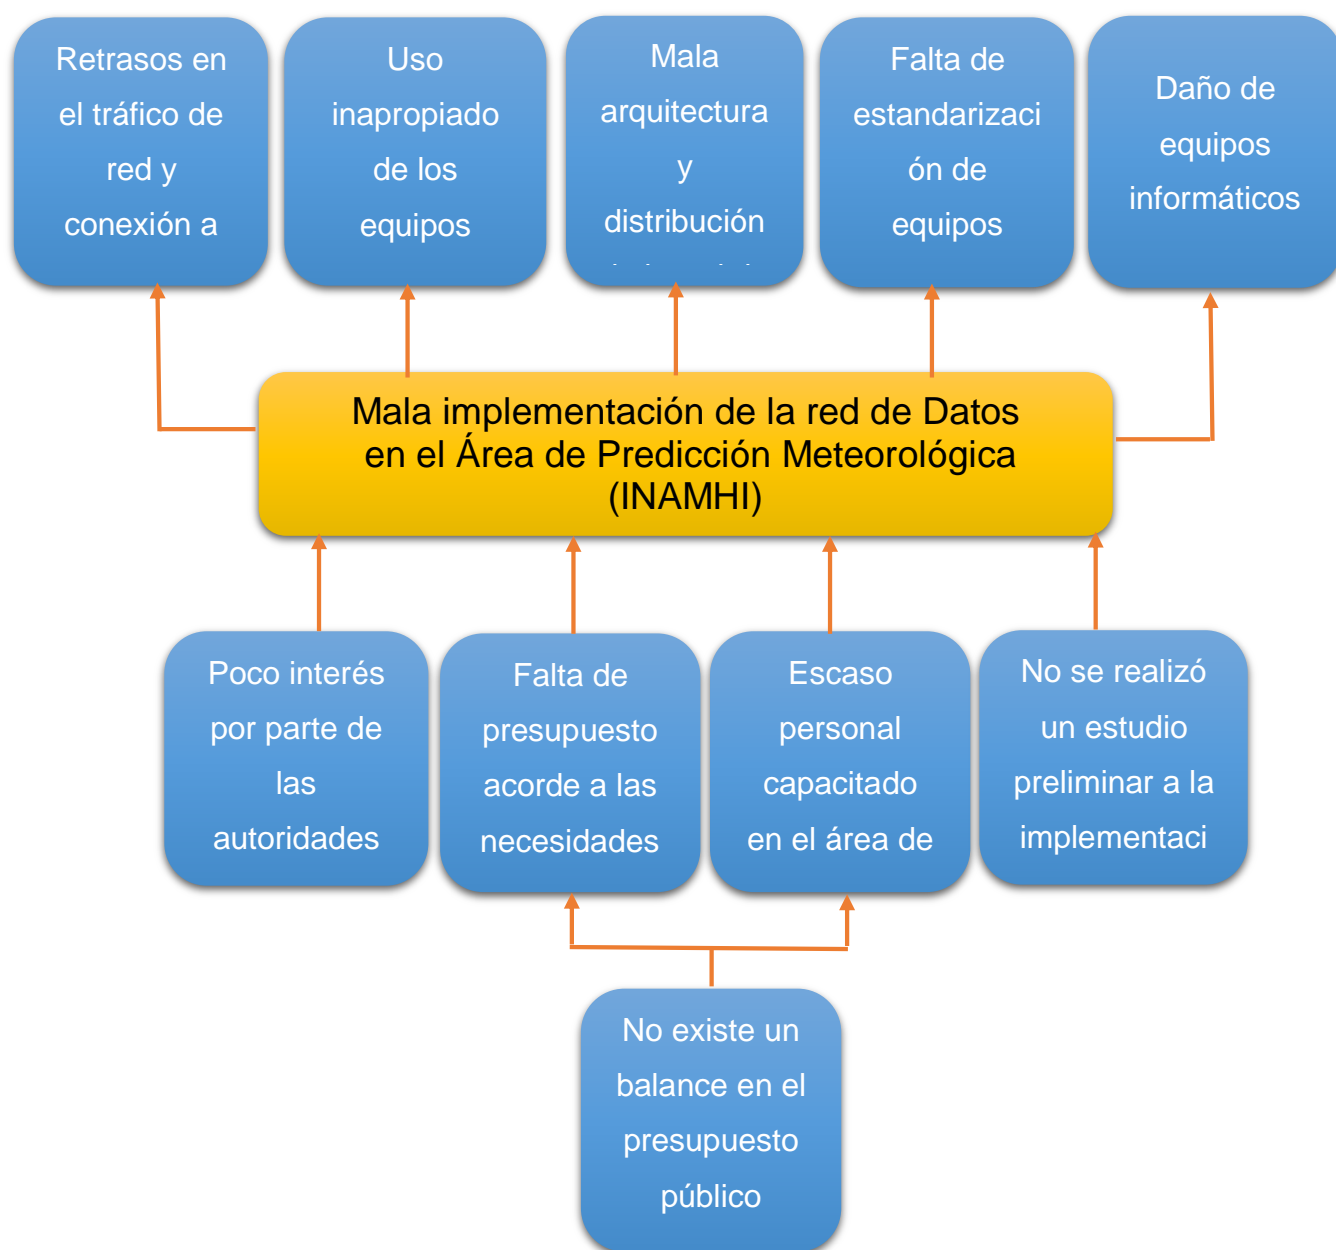 Retrasos en
el tráfico de
red y
conexión a
Uso
inapropiado
de los
equipos
Mala
arquitectura
y
distribución
Falta de
estandarizaci
ón de
equipos
Daño de
equipos
informáticos
Mala implementación de la red de Datos
en el Área de Predicción Meteorológica
(INAMHI)
Poco interés
por parte de
las
autoridades
Falta de
presupuesto
acorde a las
necesidades
Escaso
personal
capacitado
en el área de
No se realizó
un estudio
preliminar a la
implementaci
No existe un
balance en el
presupuesto
público